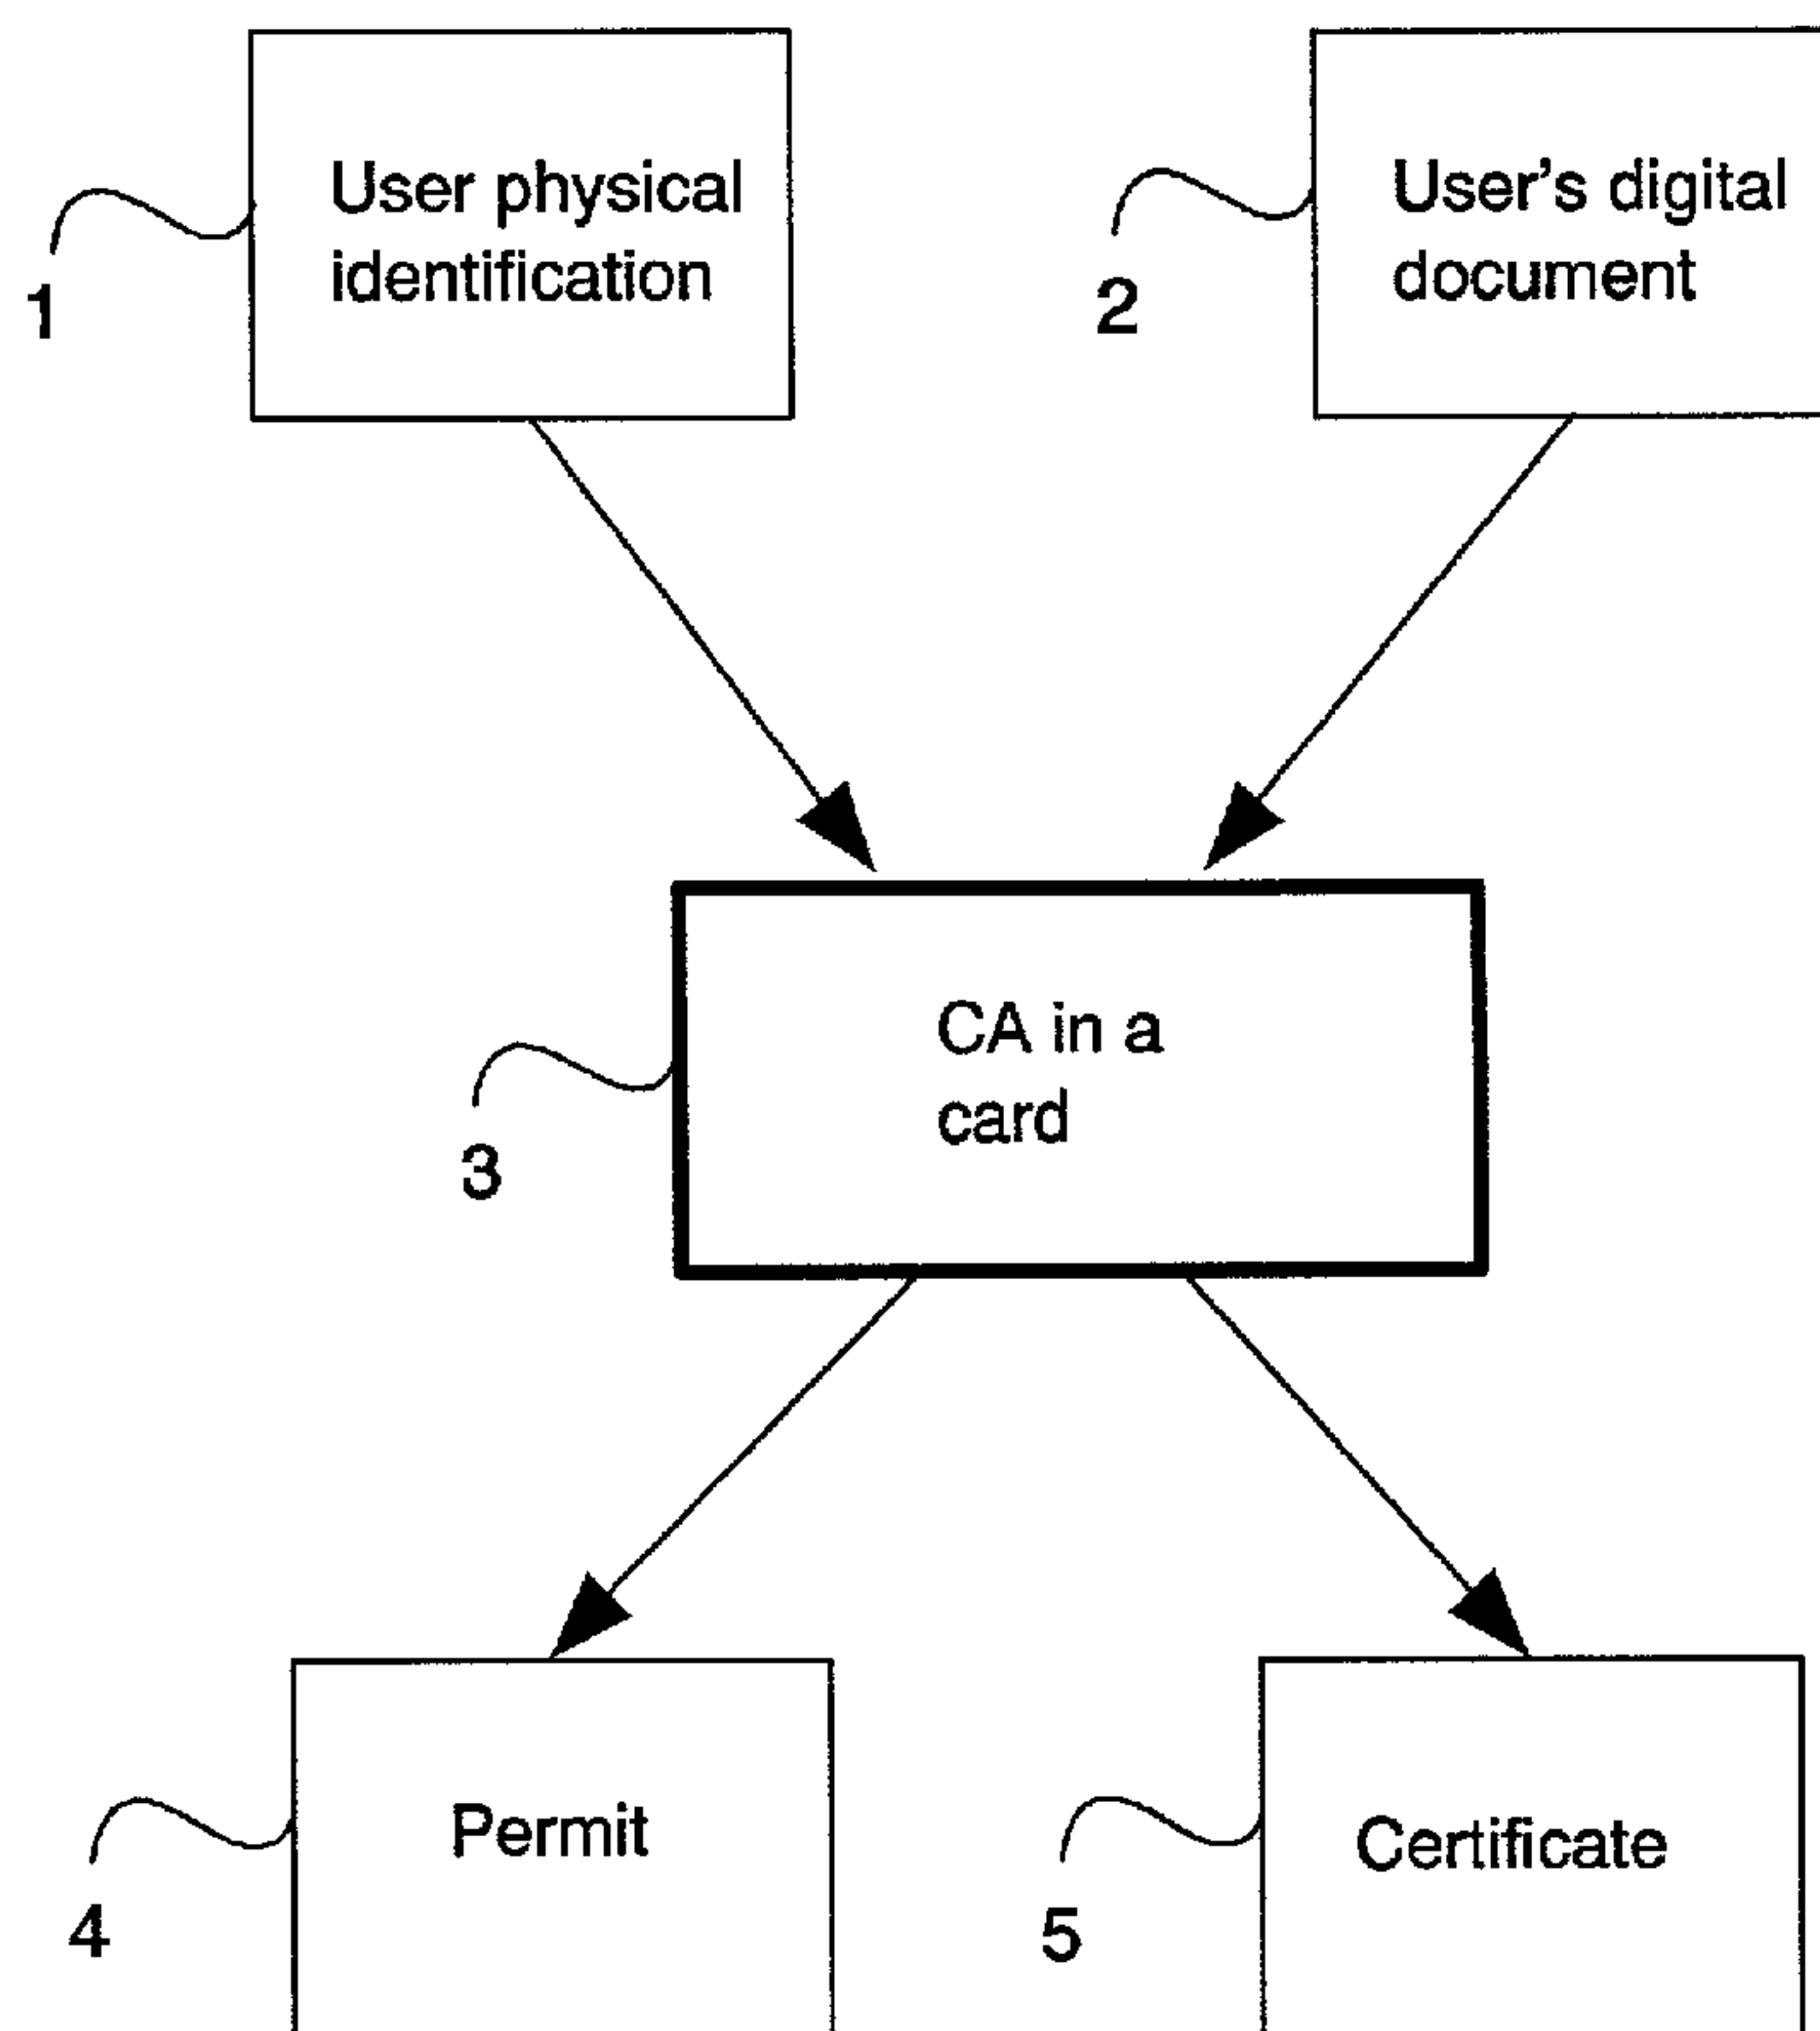 User physical
identification
1
User's digital
document
2
CA in a
card
3
Permit
4
Certificate
5